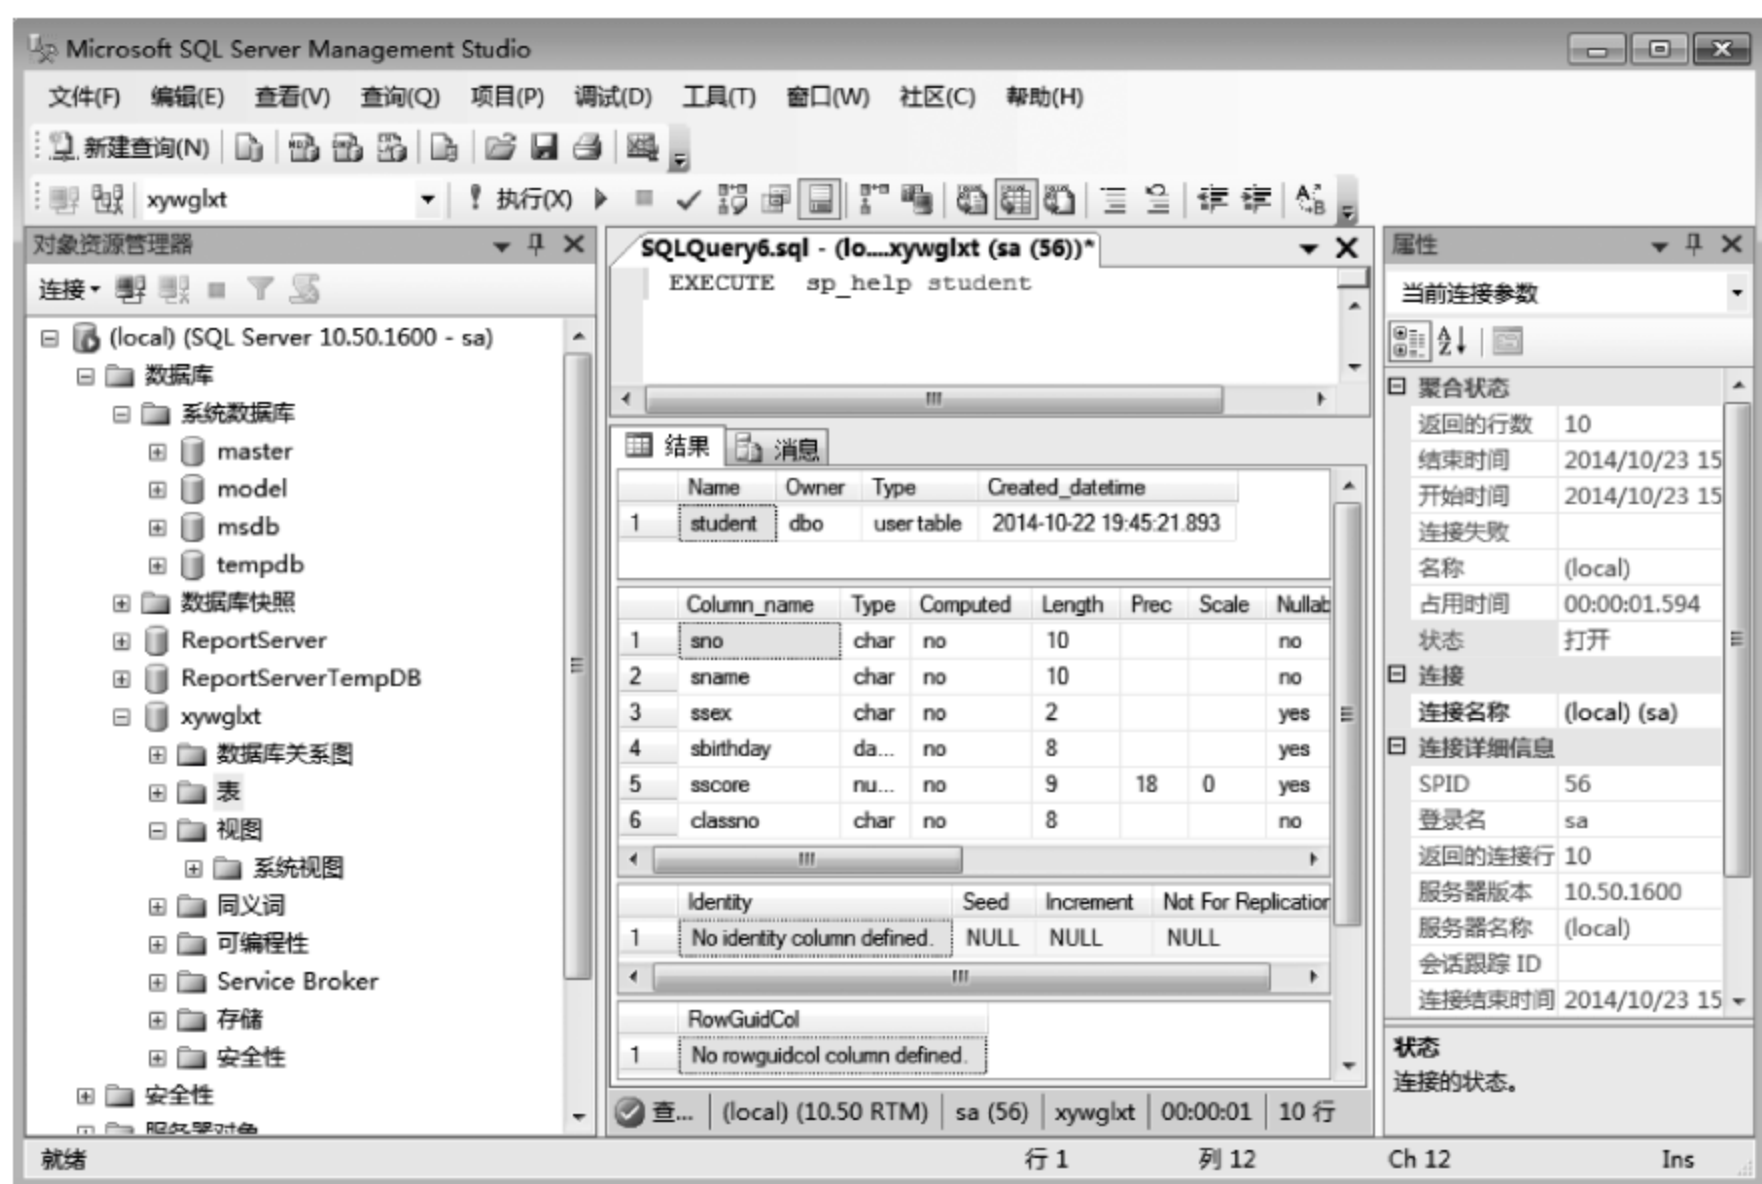 Microsoft SQL Server Management Studio
文件(F) 编辑(E) 查看(V) 查询(Q) 项目(P) 调试(D) 工具(T) 窗口(W) 社区(C) 帮助(H)
新建查询(N)
xywglxt 执行(X)
对象资源管理器
连接
(local) (SQL Server 10.50.1600 - sa)
数据库
系统数据库
master
model
msdb
tempdb
数据库快照
ReportServer
ReportServerTempDB
xywglxt
数据库关系图
表
视图
系统视图
同义词
可编程性
Service Broker
存储
安全性
安全性
服务器对象
SQLQuery6.sql - (lo....xywglxt (sa (56))*
EXECUTE sp_help student
结果 消息
Name Owner Type Created_datetime
1 student dbo user table 2014-10-22 19:45:21.893
Column_name Type Computed Length Prec Scale Nullab
1 sno char no 10 no
2 sname char no 10 no
3 ssex char no 2 yes
4 sbirthday da... no 8 yes
5 sscore nu... no 9 18 0 yes
6 classno char no 8 no
Identity Seed Increment Not For Replication
1 No identity column defined. NULL NULL NULL
RowGuidCol
1 No rowguidcol column defined.
查... (local) (10.50 RTM) sa (56) xywglxt 00:00:01 10 行
属性
当前连接参数
聚合状态
返回的行数 10
结束时间 2014/10/23 15
开始时间 2014/10/23 15
连接失败
名称 (local)
占用时间 00:00:01.594
状态 打开
连接
连接名称 (local) (sa)
连接详细信息
SPID 56
登录名 sa
返回的连接行 10
服务器版本 10.50.1600
服务器名称 (local)
会话跟踪 ID
连接结束时间 2014/10/23 15
状态
连接的状态。
就绪 行 1 列 12 Ch 12 Ins